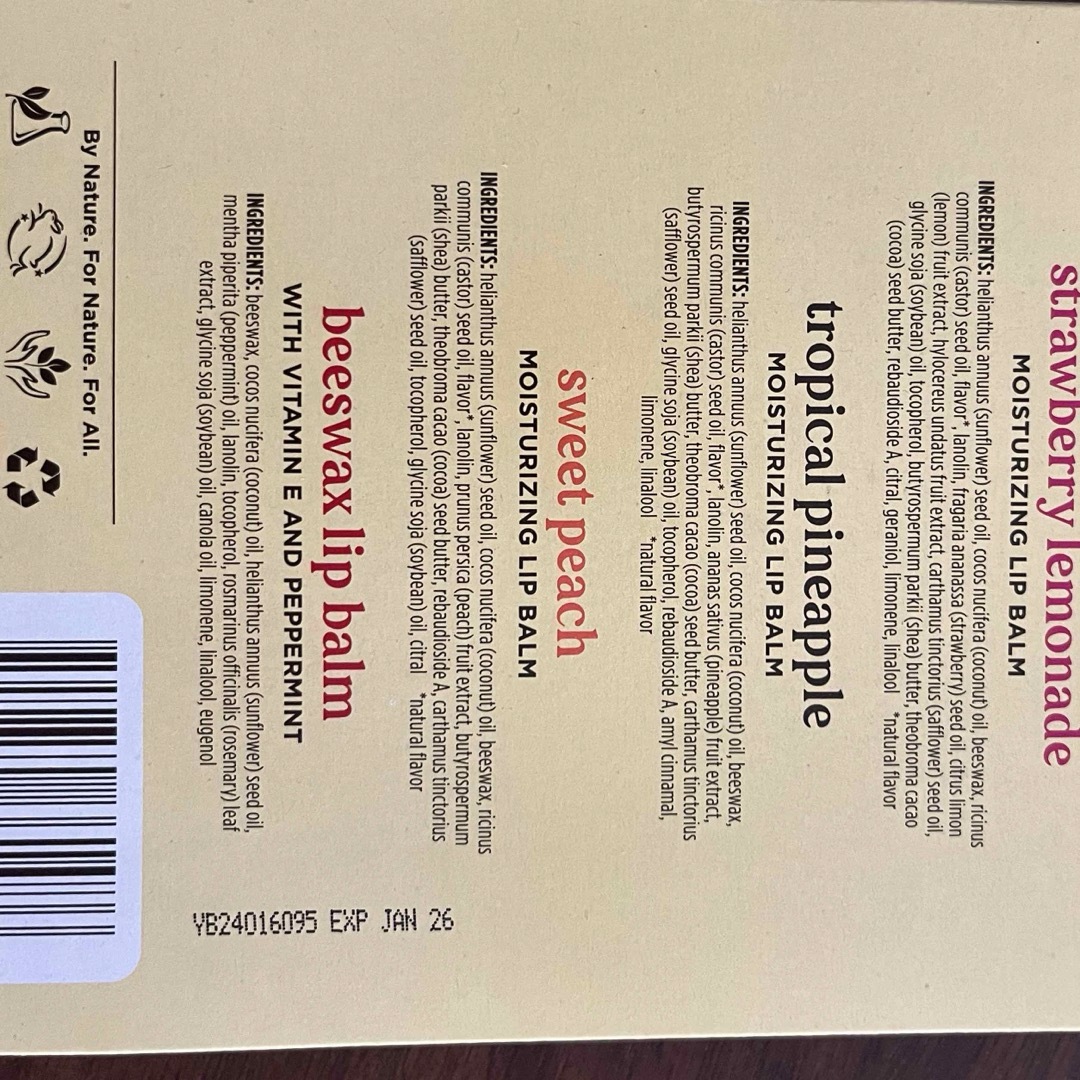 strawberry lemonade
MOISTURIZING LIP BALM
INGREDIENTS: helianthus annuus (sunflower) seed oil, cocos nucifera (coconut) oil, beeswax, ricinus
communis (castor) seed oil, flavor*, lanolin, fragaria ananassa (strawberry) seed oil, citrus limon
(lemon) fruit extract, hylocereus undatus fruit extract, carthamus tinctorius (safflower) seed oil,
glycine soja (soybean) oil, tocopherol, butyrospermum parkii (shea) butter, theobroma cacao
(cocoa) seed butter, rebaudioside A, citral, geraniol, limonene, linalool *natural flavor
tropical pineapple
MOISTURIZING LIP BALM
INGREDIENTS: helianthus annuus (sunflower) seed oil, cocos nucifera (coconut) oil, beeswax,
ricinus communis (castor) seed oil, flavor*, lanolin, ananas sativus (pineapple) fruit extract,
butyrospermum parkii (shea) butter, theobroma cacao (cocoa) seed butter, carthamus tinctorius
(safflower) seed oil, glycine soja (soybean) oil, tocopherol, rebaudioside A, amyl cinnamal,
limonene, linalool *natural flavor
sweet peach
MOISTURIZING LIP BALM
INGREDIENTS: helianthus annuus (sunflower) seed oil, cocos nucifera (coconut) oil, beeswax, ricinus
communis (castor) seed oil, flavor*, lanolin, prunus persica (peach) fruit extract, butyrospermum
parkii (shea) butter, theobroma cacao (cocoa) seed butter, rebaudioside A, carthamus tinctorius
(safflower) seed oil, tocopherol, glycine soja (soybean) oil, citral *natural flavor
beeswax lip balm
WITH VITAMIN E AND PEPPERMINT
INGREDIENTS: beeswax, cocos nucifera (coconut) oil, helianthus annuus (sunflower) seed oil,
mentha piperita (peppermint) oil, lanolin, tocopherol, rosmarinus officinalis (rosemary) leaf
extract, glycine soja (soybean) oil, canola oil, limonene, linalool, eugenol
YB24016095 EXP JAN 26
By Nature. For Nature. For All.